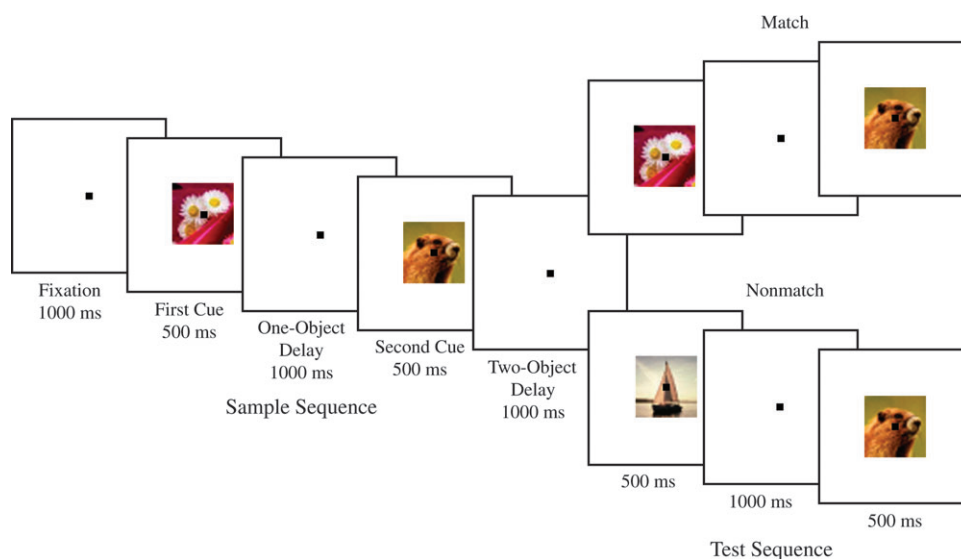 Match
Fixation
1000 ms
First Cue
500 ms
One-Object
Delay
1000 ms
Second Cue
500 ms
Two-Object
Delay
1000 ms
Sample Sequence
Nonmatch
500 ms
1000 ms
500 ms
Test Sequence